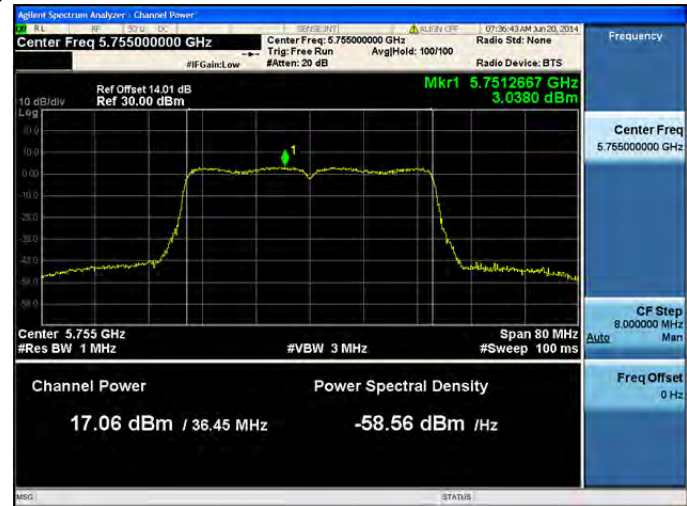 Agilent Spectrum Analyzer - Channel Power
RL RF 50 Ω DC SENSE:INT ALIGN OFF 07:36:43 AM Jun 20, 2014
Center Freq 5.755000000 GHz
Center Freq: 5.755000000 GHz
Radio Std: None
Trig: Free Run Avg|Hold: 100/100
#IFGain:Low #Atten: 20 dB Radio Device: BTS
Mkr1 5.7512667 GHz
3.0380 dBm
Ref Offset 14.01 dB
10 dB/div Ref 30.00 dBm
Log
1
0.00
Center 5.755 GHz Span 80 MHz
#Res BW 1 MHz #VBW 3 MHz #Sweep 100 ms
Channel Power Power Spectral Density
17.06 dBm / 36.45 MHz -58.56 dBm /Hz
MSG STATUS
Frequency
Center Freq
5.755000000 GHz
CF Step
8.000000 MHz
Auto Man
Freq Offset
0 Hz